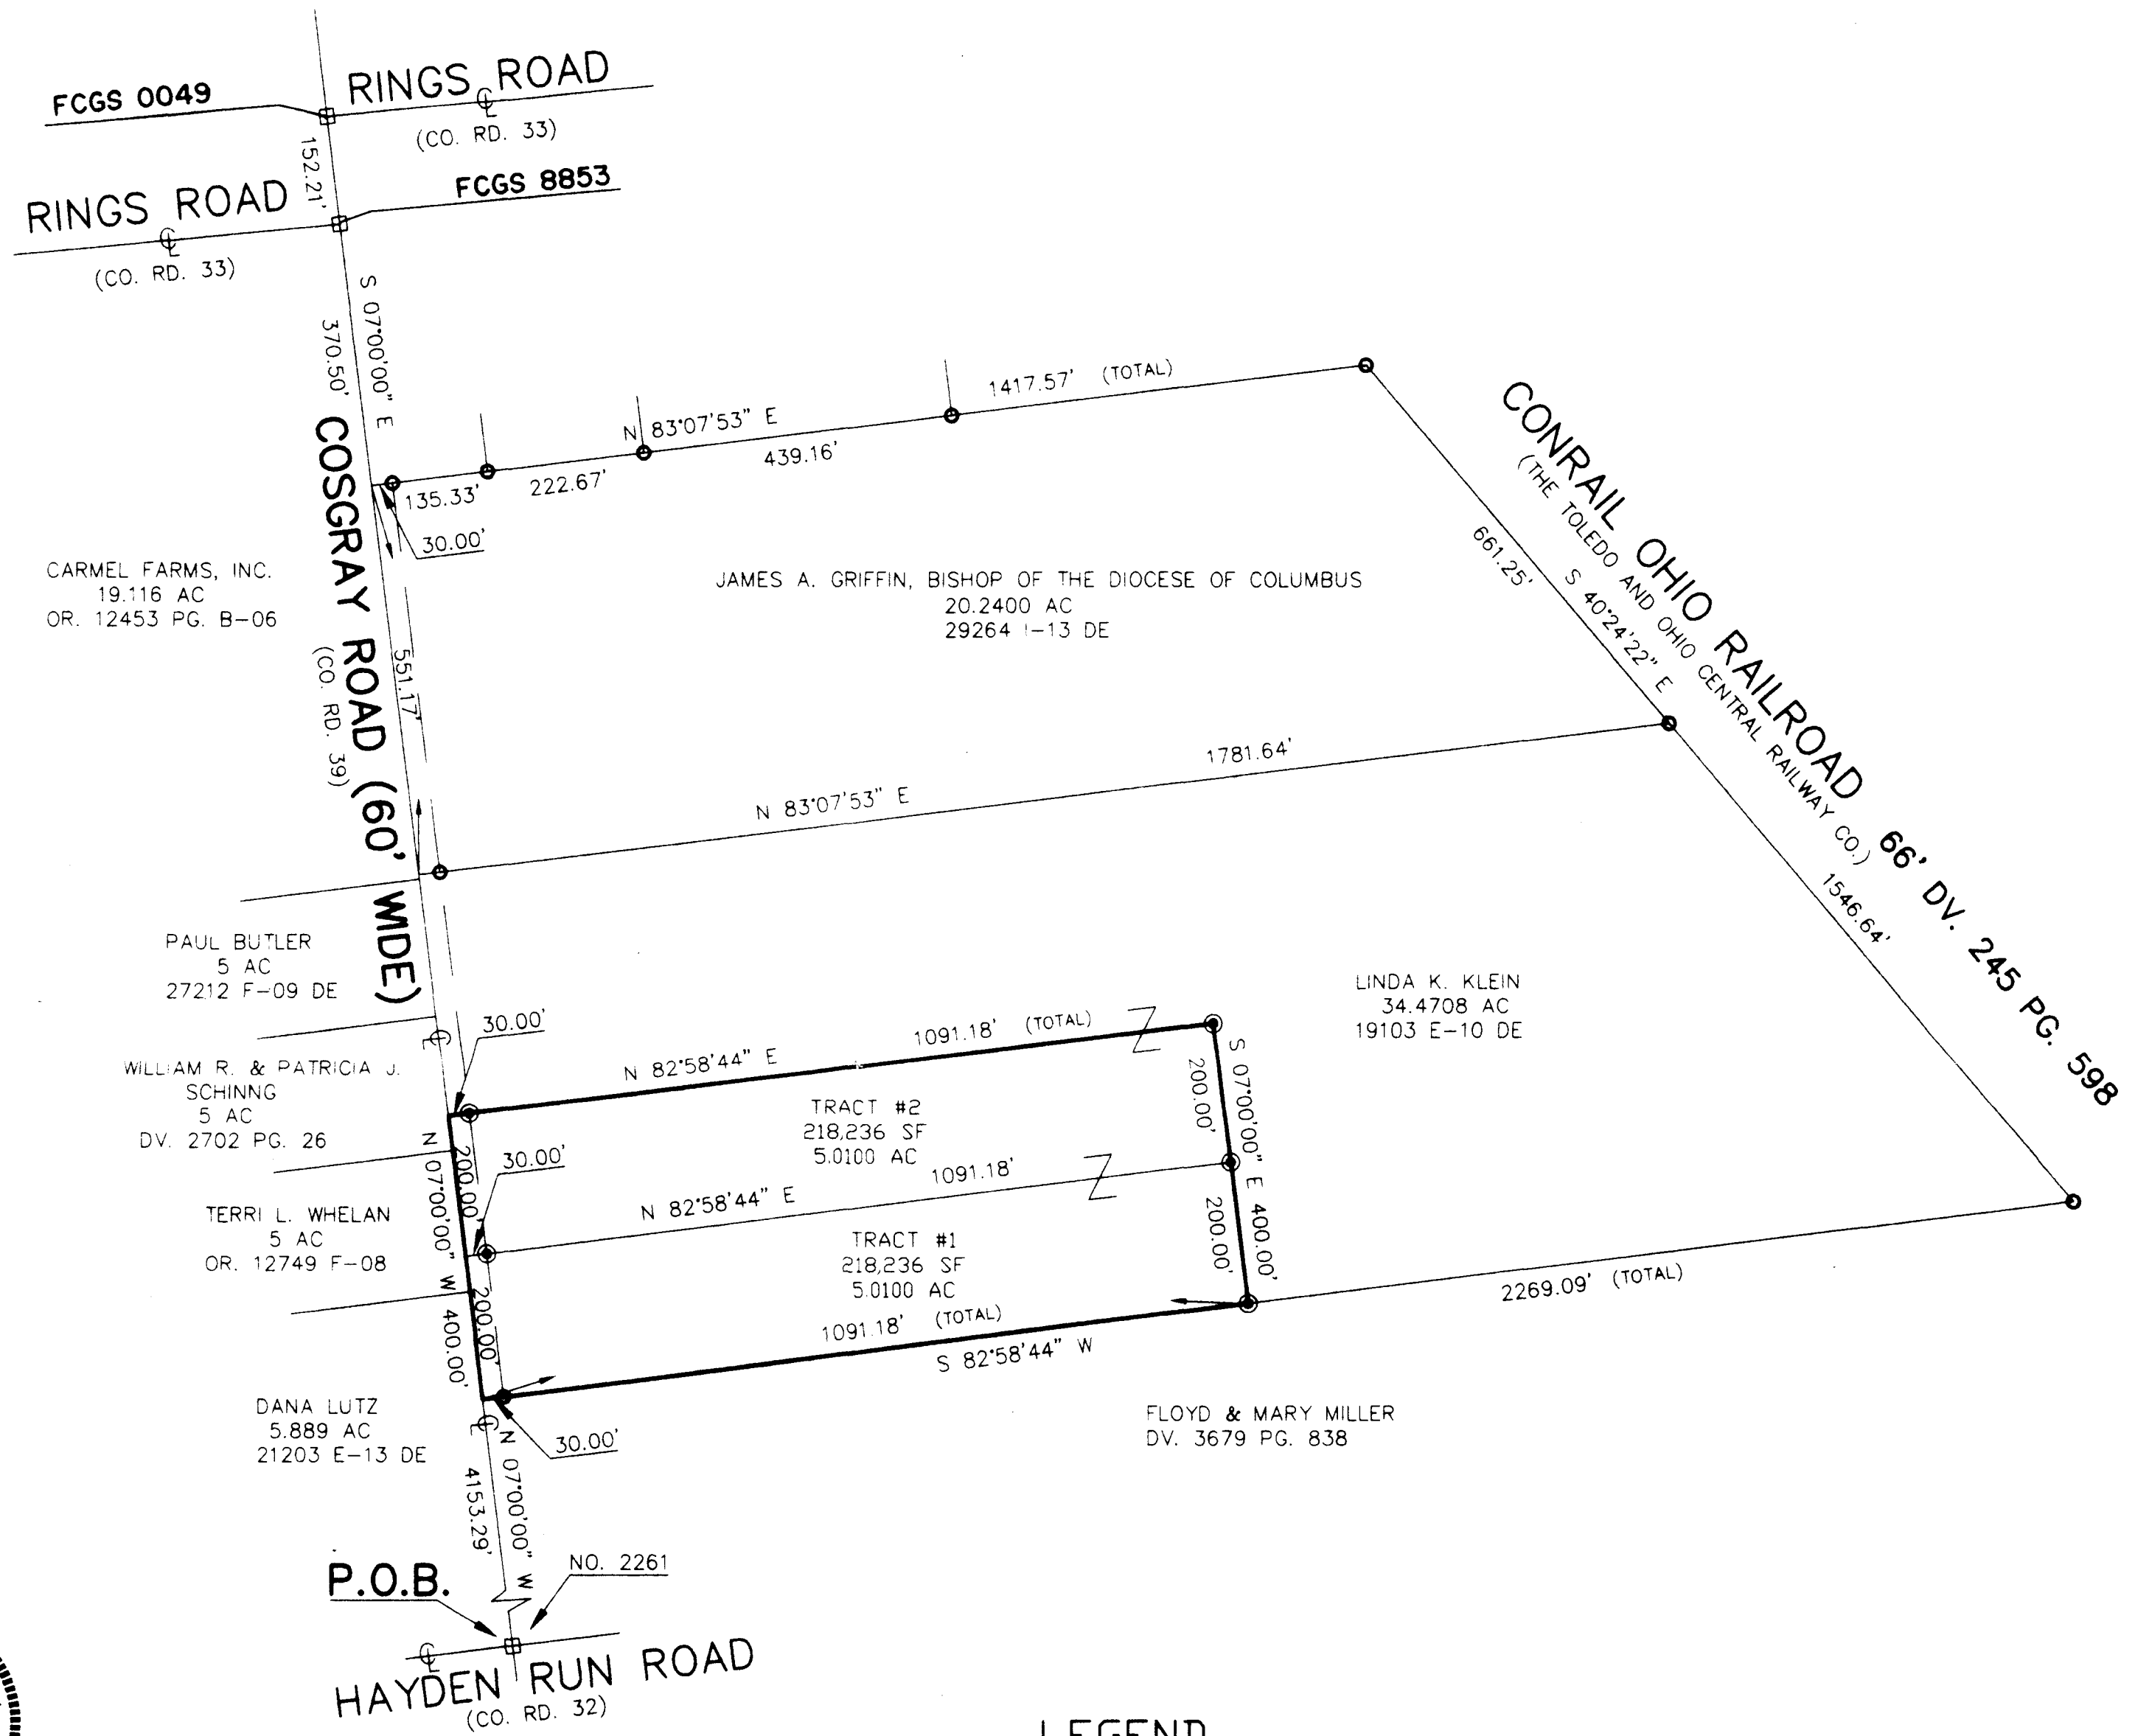 FCGS 0049
RINGS ROAD
(CO. RD. 33)
152.21'
FCGS 8853
RINGS ROAD
(CO. RD. 33)
S 07°00'00" E
370.50'
COSGRAY ROAD (60' WIDE)
(CO. RD. 39)
1417.57' (TOTAL)
N 83°07'53" E
439.16'
222.67'
135.33'
30.00'
CONRAIL OHIO RAILROAD 66' DV. 245 PG. 598
(THE TOLEDO AND OHIO CENTRAL RAILWAY CO.)
661.25'
S 40°24'22" E
1546.64'
CARMEL FARMS, INC.
19.116 AC
OR. 12453 PG. B-06
JAMES A. GRIFFIN, BISHOP OF THE DIOCESE OF COLUMBUS
20.2400 AC
29264 I-13 DE
551.17'
1781.64'
N 83°07'53" E
PAUL BUTLER
5 AC
27212 F-09 DE
LINDA K. KLEIN
34.4708 AC
19103 E-10 DE
30.00'
1091.18' (TOTAL)
N 82°58'44" E
S 07°00'00" E 400.00'
200.00'
200.00'
WILLIAM R. & PATRICIA J.
SCHINNG
5 AC
DV. 2702 PG. 26
TRACT #2
218,236 SF
5.0100 AC
N 07°00'00" W 400.00'
200.00'
200.00'
30.00'
1091.18'
N 82°58'44" E
TERRI L. WHELAN
5 AC
OR. 12749 F-08
TRACT #1
218,236 SF
5.0100 AC
1091.18' (TOTAL)
S 82°58'44" W
2269.09' (TOTAL)
DANA LUTZ
5.889 AC
21203 E-13 DE
30.00'
FLOYD & MARY MILLER
DV. 3679 PG. 838
N 07°00'00" W
4153.29'
P.O.B.
NO. 2261
HAYDEN RUN ROAD
(CO. RD. 32)
LEGEND